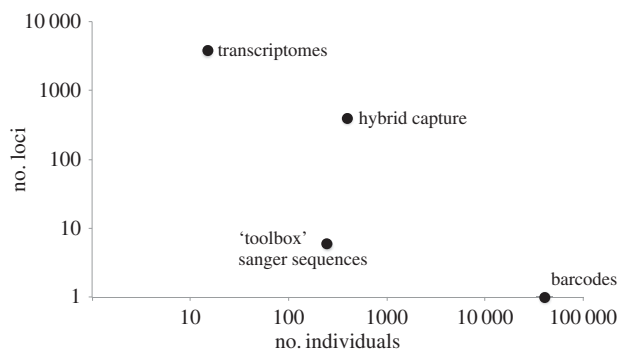 10 000
transcriptomes
1000
hybrid capture
no. loci
100
‘toolbox’
10
sanger sequences
barcodes
1
10
100
1000
10 000
100 000
no. individuals